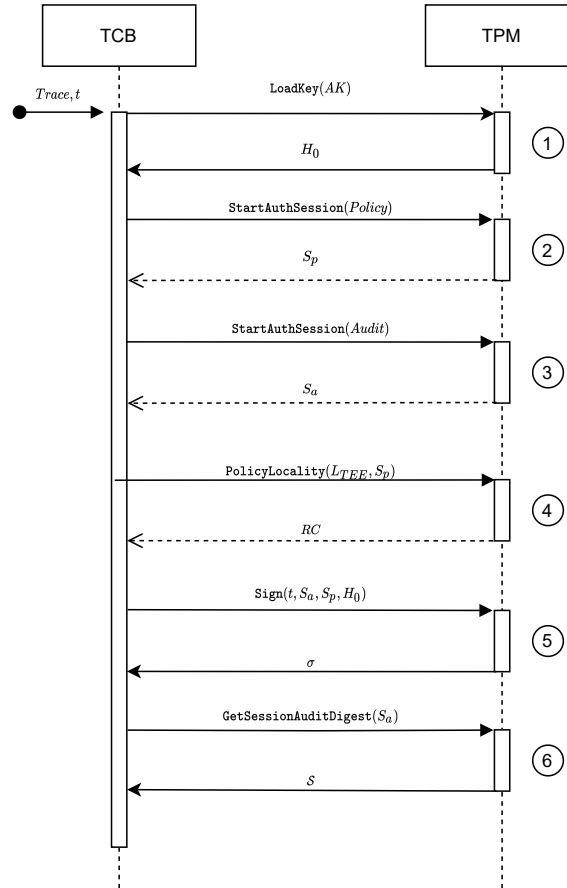 TCB TPM
Trace, t
LoadKey(AK)
1
H₀
StartAuthSession(Policy)
2
Sₚ
StartAuthSession(Audit)
3
Sₐ
PolicyLocality(L_TEE, Sₚ)
4
RC
Sign(t, Sₐ, Sₚ, H₀)
5
σ
GetSessionAuditDigest(Sₐ)
6
S